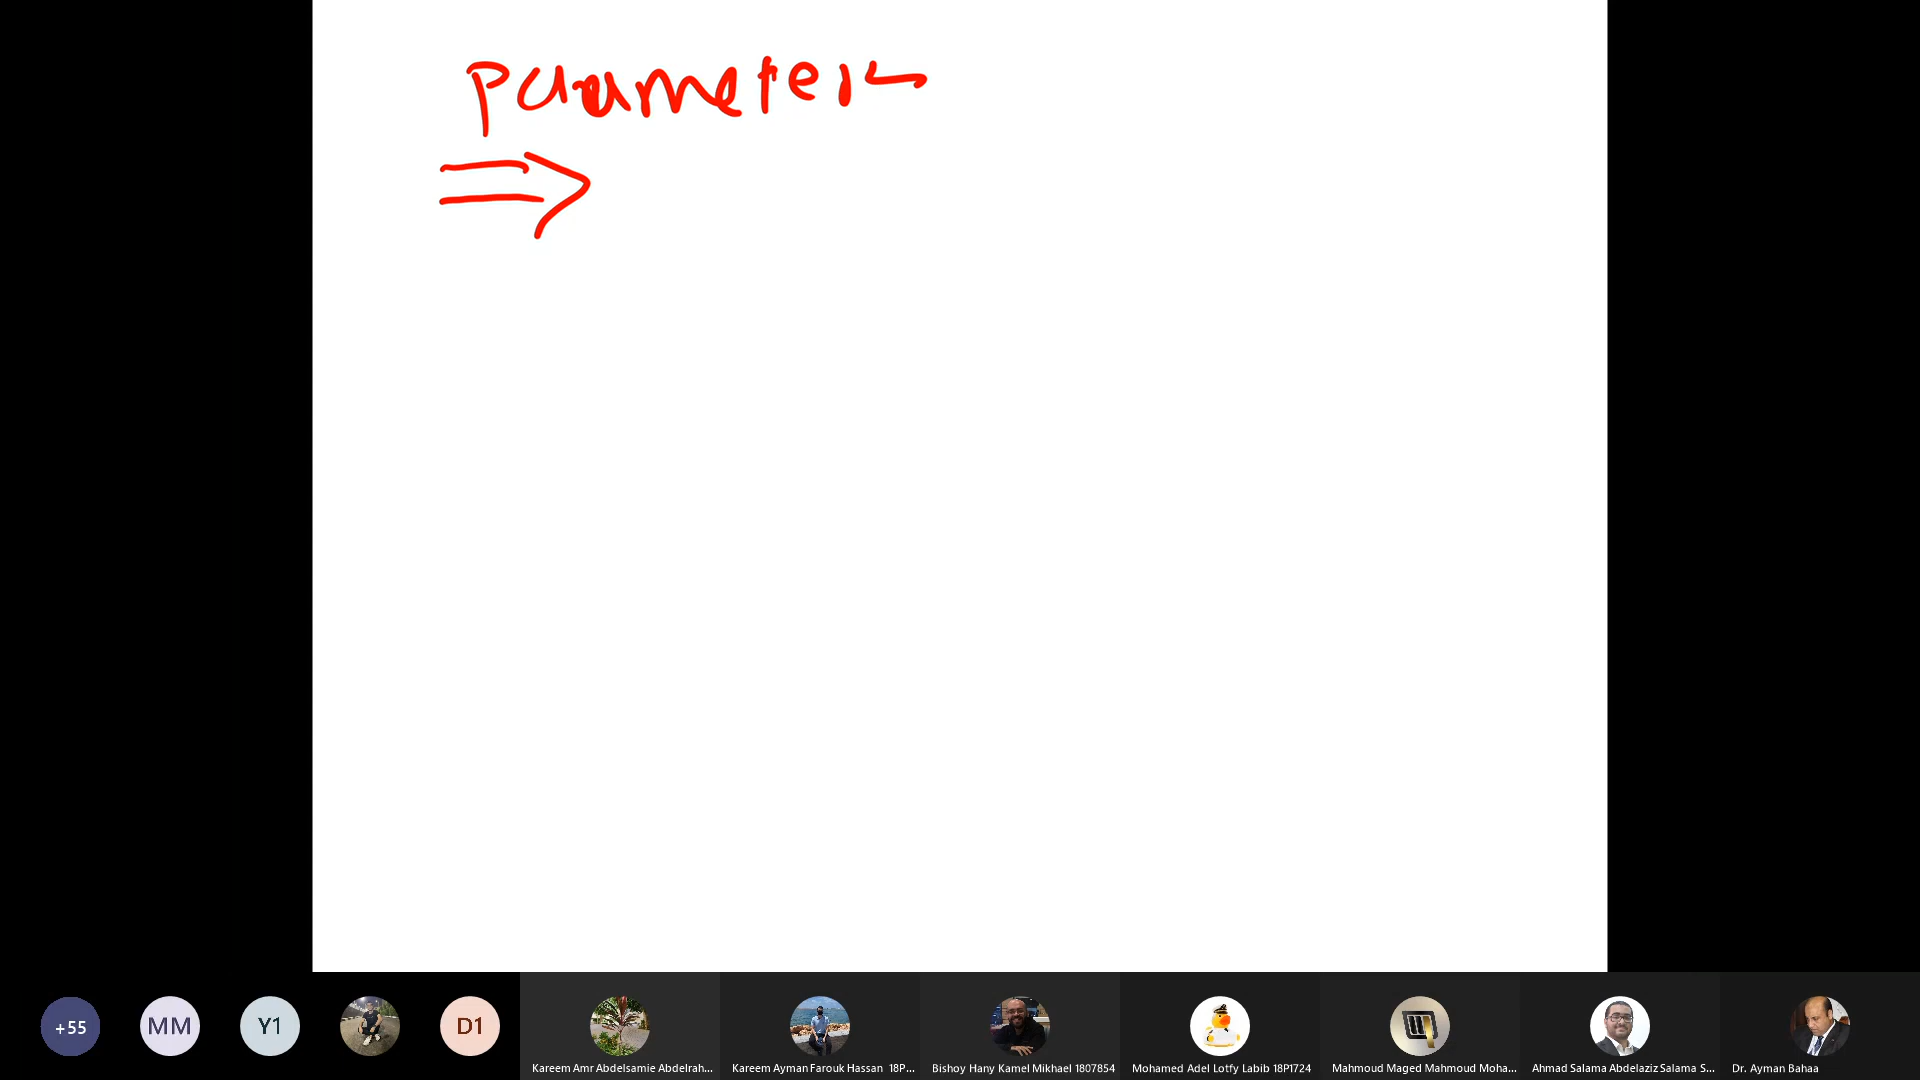 parameter
⇒
+55
MM
Y1
D1
Kareem Amr Abdelsamie Abdelrah...
Kareem Ayman Farouk Hassan 18P...
Bishoy Hany Kamel Mikhael 1807854
Mohamed Adel Lotfy Labib 18P1724
Mahmoud Maged Mahmoud Moha...
Ahmad Salama Abdelaziz Salama S...
Dr. Ayman Bahaa